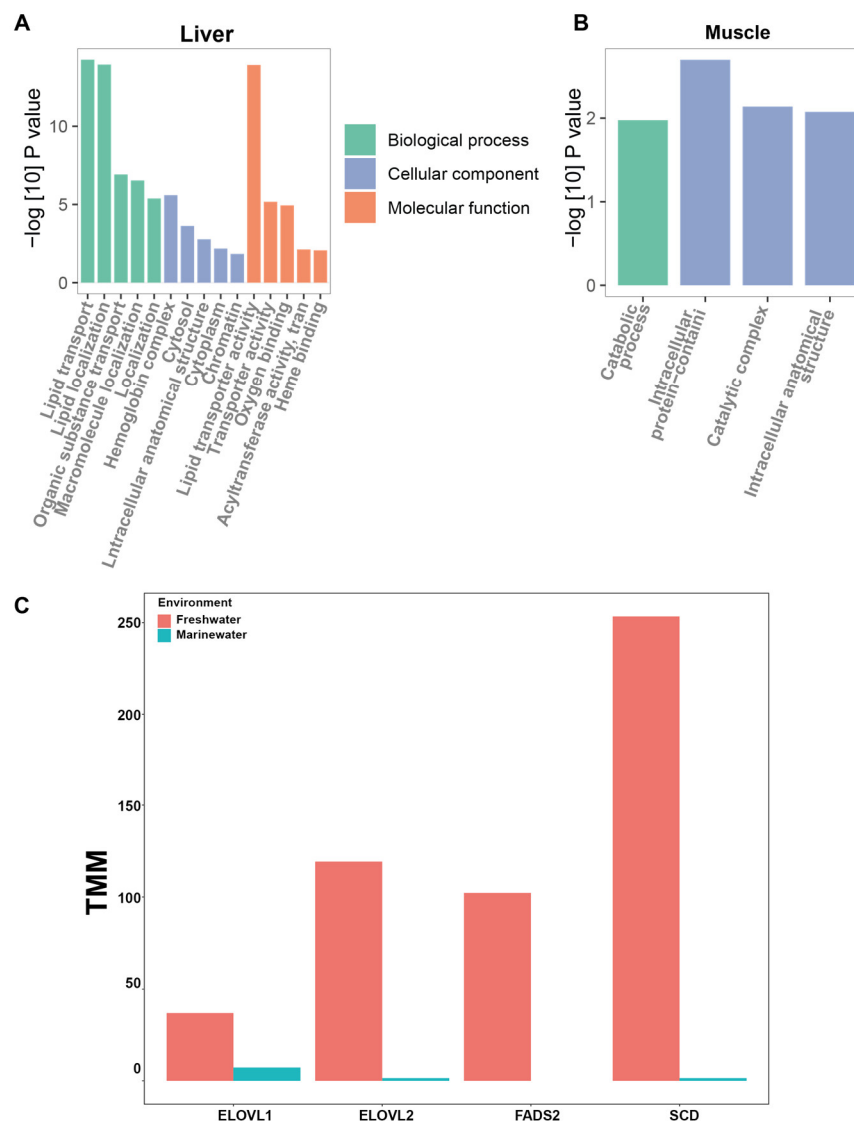 A
Liver
−log [10] P value
10
5
0
Lipid transport
Lipid localization
Organic substance transport
Macromolecule localization
Localization
Hemoglobin complex
Cytosol
Lntracellular anatomical structure
Cytoplasm
Chromatin
Lipid transporter activity
Transporter activity
Oxygen binding
Acyltransferase activity, tran
Heme binding
Biological process
Cellular component
Molecular function
B
Muscle
−log [10] P value
2
1
0
Catabolic
process
Intracellular
protein−containi
Catalytic complex
Intracellular anatomical
structure
C
Environment
Freshwater
Marinewater
TMM
250
200
150
100
50
0
ELOVL1
ELOVL2
FADS2
SCD